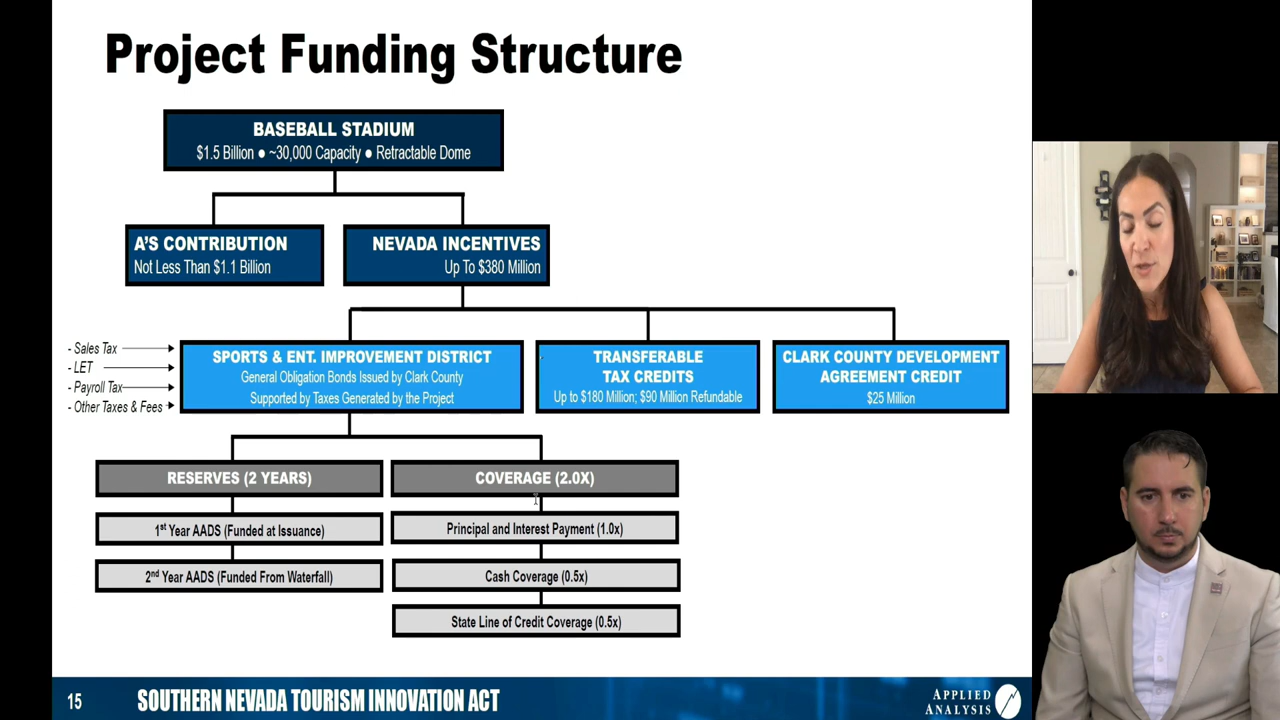 Project Funding Structure
BASEBALL STADIUM
$1.5 Billion ● ~30,000 Capacity ● Retractable Dome
A'S CONTRIBUTION
Not Less Than $1.1 Billion
NEVADA INCENTIVES
Up To $380 Million
- Sales Tax
- LET
- Payroll Tax
- Other Taxes & Fees
SPORTS & ENT. IMPROVEMENT DISTRICT
General Obligation Bonds Issued by Clark County
Supported by Taxes Generated by the Project
TRANSFERABLE
TAX CREDITS
Up to $180 Million; $90 Million Refundable
CLARK COUNTY DEVELOPMENT
AGREEMENT CREDIT
$25 Million
RESERVES (2 YEARS)
1st Year AADS (Funded at Issuance)
2nd Year AADS (Funded From Waterfall)
COVERAGE (2.0X)
Principal and Interest Payment (1.0x)
Cash Coverage (0.5x)
State Line of Credit Coverage (0.5x)
15
SOUTHERN NEVADA TOURISM INNOVATION ACT
APPLIED
ANALYSIS